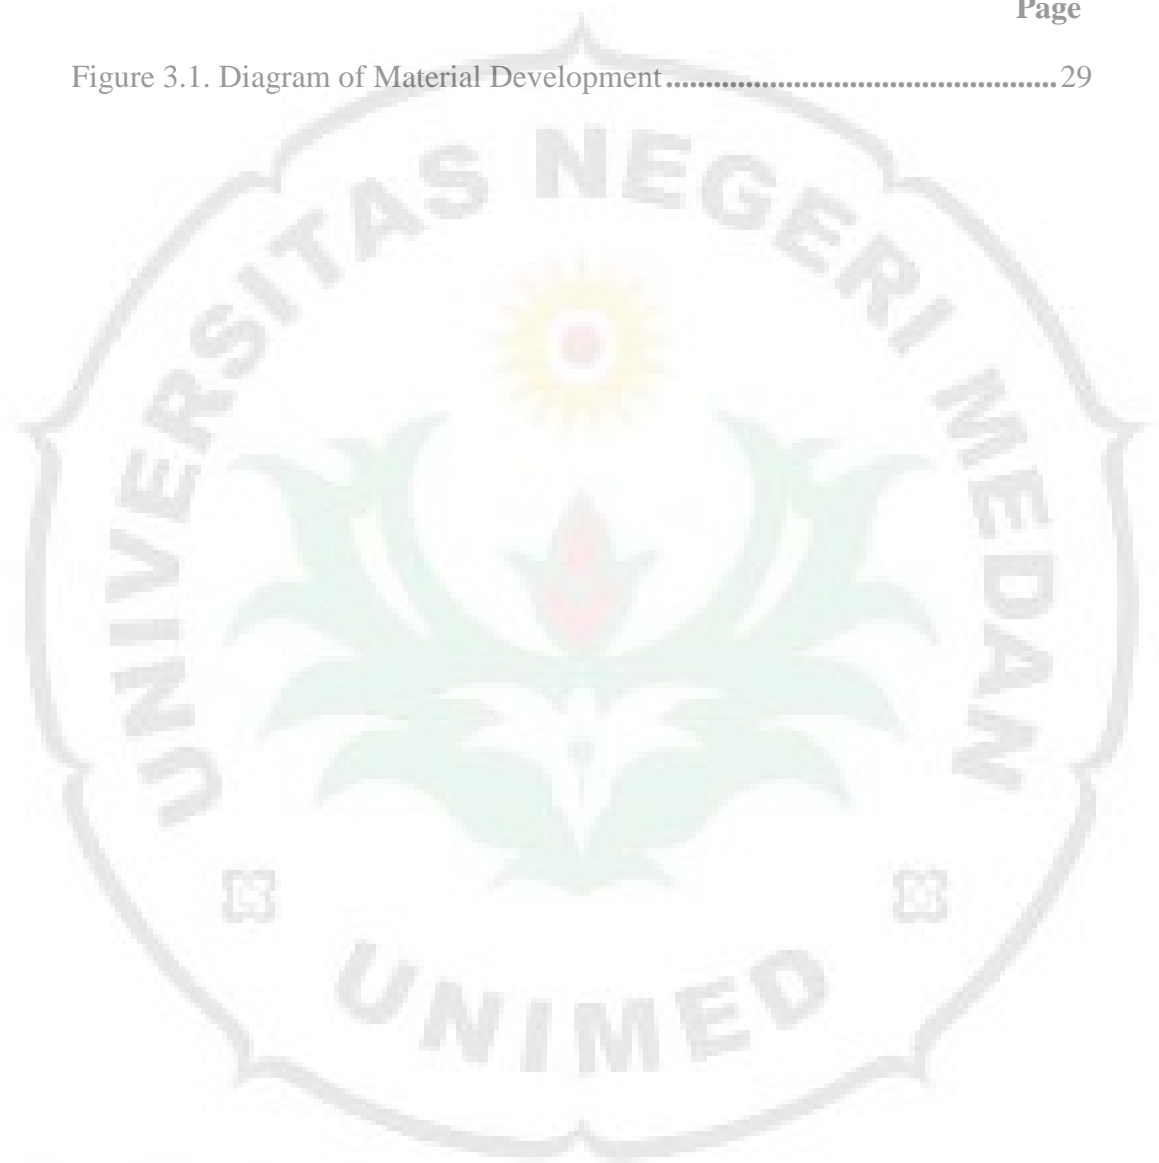 Page
Figure 3.1. Diagram of Material Development.................................................29
UNIVERSITAS NEGERI MEDAN
UNIMED